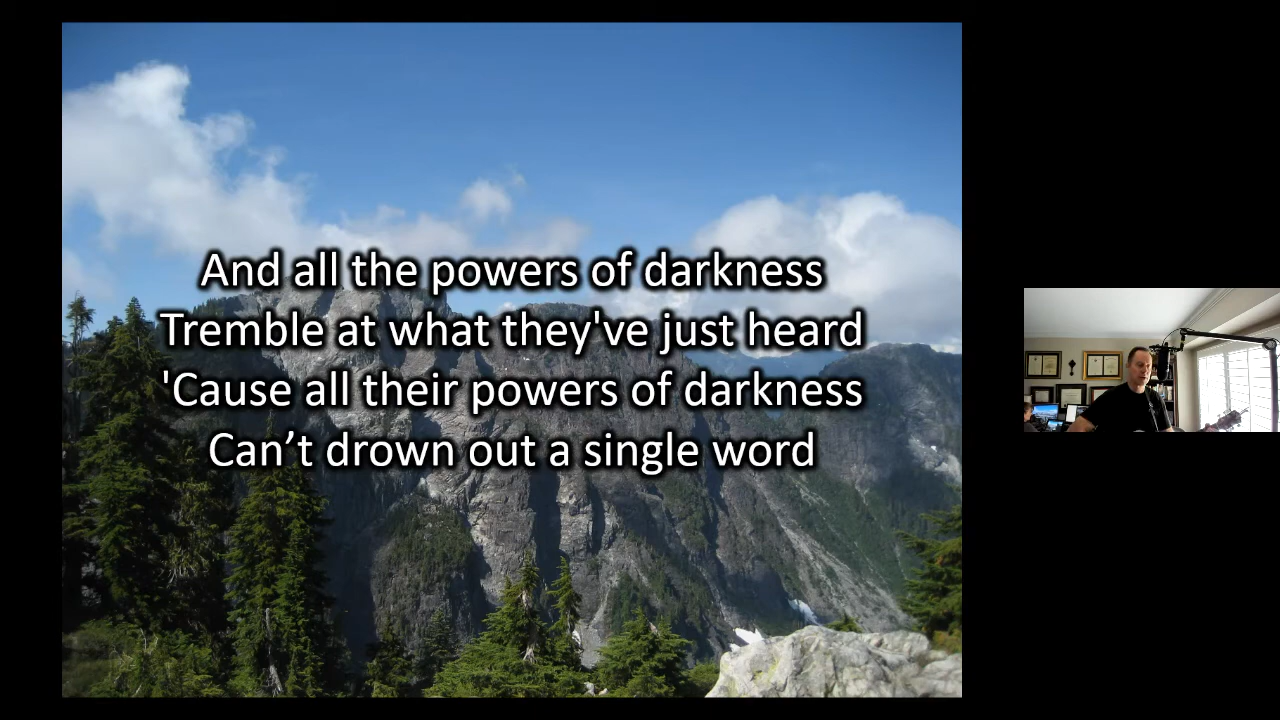 And all the powers of darkness
Tremble at what they've just heard
'Cause all their powers of darkness
Can’t drown out a single word